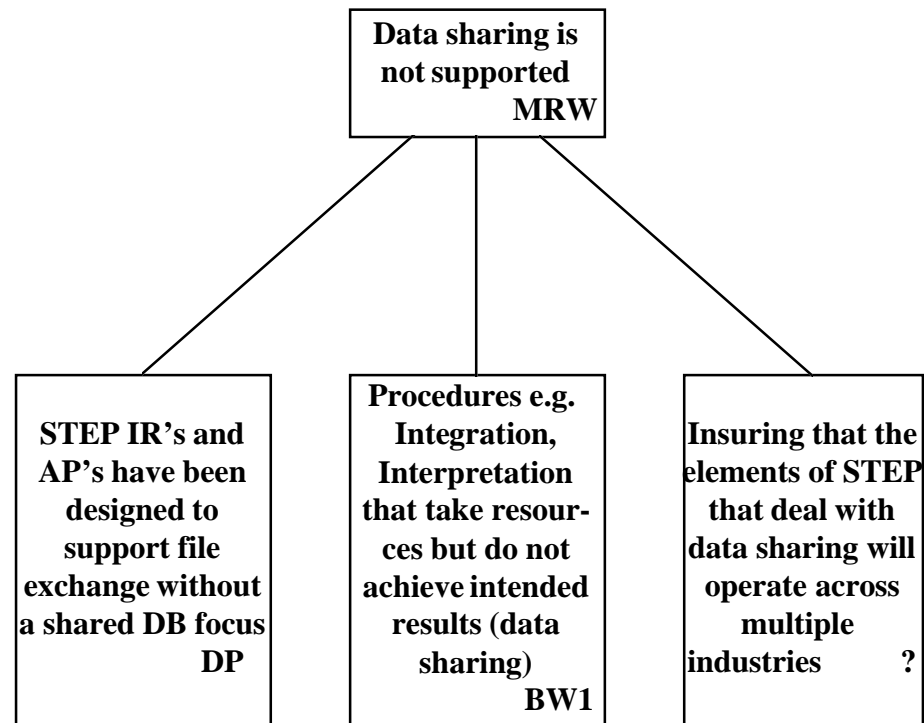 Data sharing is
not supported
MRW
STEP IR's and
AP's have been
designed to
support file
exchange without
a shared DB focus
DP
Procedures e.g.
Integration,
Interpretation
that take resour-
ces but do not
achieve intended
results (data
sharing)
BW1
Insuring that the
elements of STEP
that deal with
data sharing will
operate across
multiple
industries ?